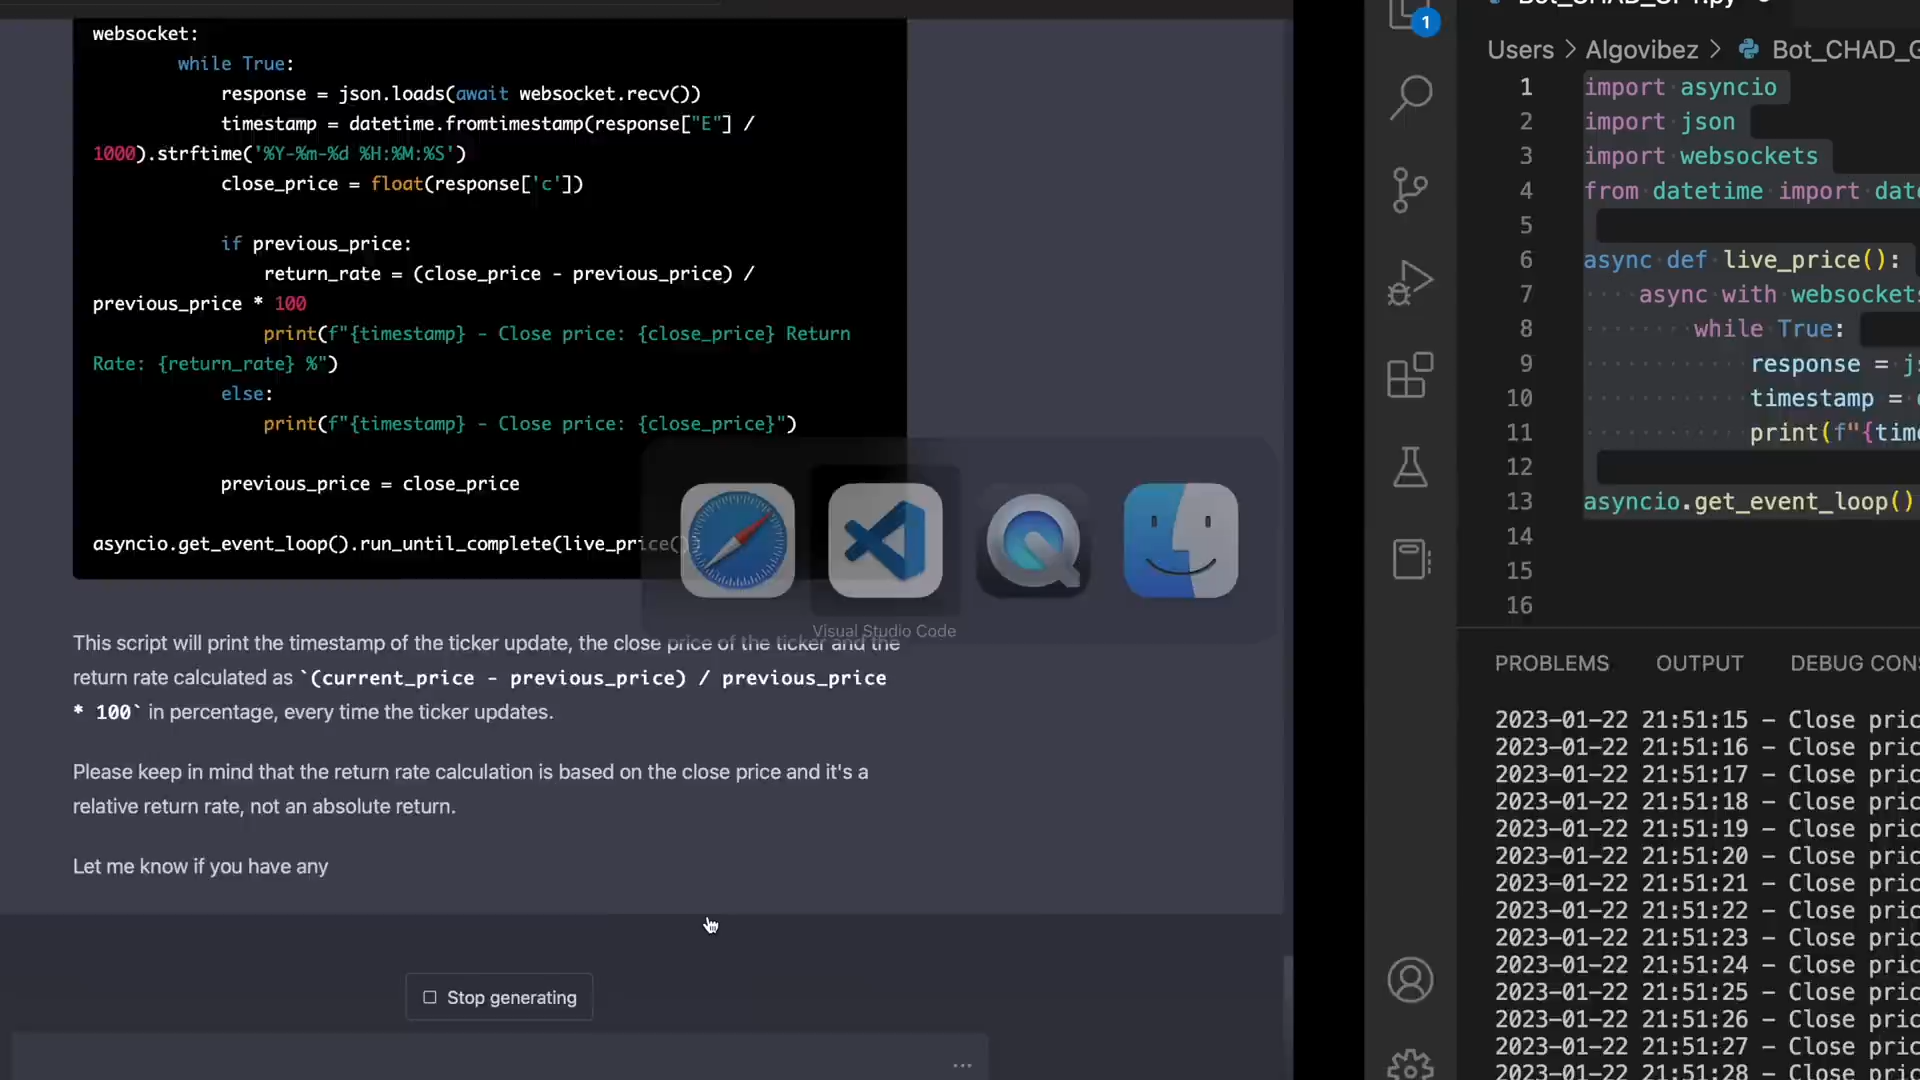 websocket:
while True:
response = json.loads(await websocket.recv())
timestamp = datetime.fromtimestamp(response["E"] /
1000).strftime('%Y-%m-%d %H:%M:%S')
close_price = float(response['c'])
if previous_price:
return_rate = (close_price - previous_price) /
previous_price * 100
print(f"{timestamp} - Close price: {close_price} Return
Rate: {return_rate} %")
else:
print(f"{timestamp} - Close price: {close_price}")
previous_price = close_price
asyncio.get_event_loop().run_until_complete(live_price()
This script will print the timestamp of the ticker update, the close price of the ticker and the
return rate calculated as `(current_price - previous_price) / previous_price
* 100` in percentage, every time the ticker updates.
Please keep in mind that the return rate calculation is based on the close price and it's a
relative return rate, not an absolute return.
Let me know if you have any
Stop generating
Visual Studio Code
1
Users > Algovibez > Bot_CHAD_G
1 import asyncio
2 import json
3 import websockets
4 from datetime import date
5
6 async def live_price():
7 async with websockets
8 while True:
9 response = js
10 timestamp =
11 print(f"{time
12
13 asyncio.get_event_loop()
14
15
16
PROBLEMS OUTPUT DEBUG CONS
2023-01-22 21:51:15 - Close pric
2023-01-22 21:51:16 - Close pric
2023-01-22 21:51:17 - Close pric
2023-01-22 21:51:18 - Close pric
2023-01-22 21:51:19 - Close pric
2023-01-22 21:51:20 - Close pric
2023-01-22 21:51:21 - Close pric
2023-01-22 21:51:22 - Close pric
2023-01-22 21:51:23 - Close pric
2023-01-22 21:51:24 - Close pric
2023-01-22 21:51:25 - Close pric
2023-01-22 21:51:26 - Close pric
2023-01-22 21:51:27 - Close pric
2023-01-22 21:51:28 - Close pric